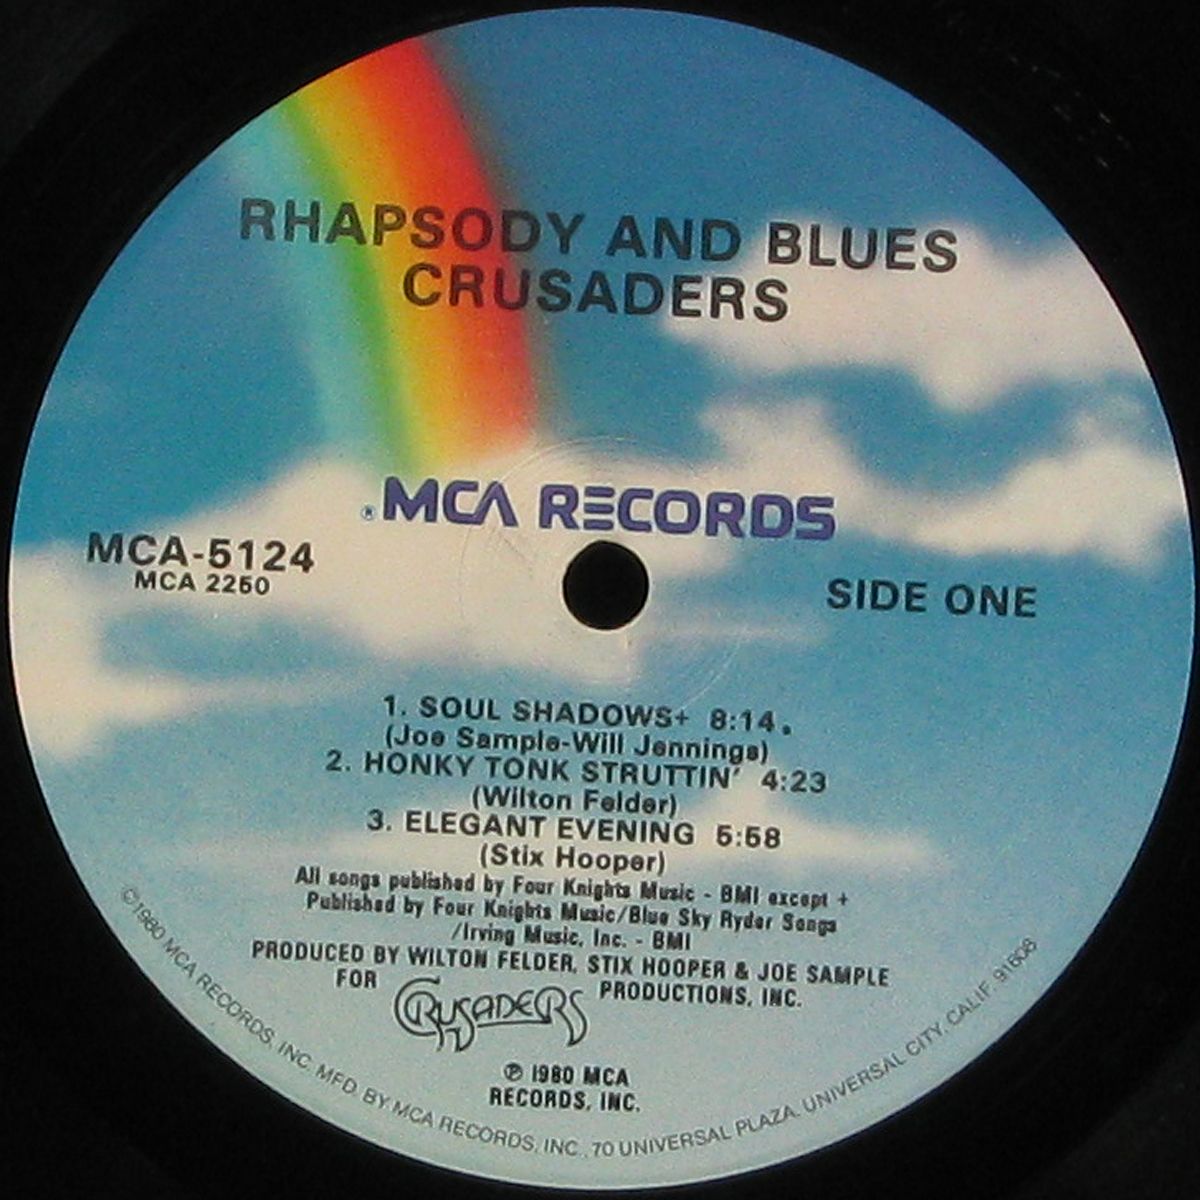 RHAPSODY AND BLUES
CRUSADERS
® MCA RECORDS
MCA-5124
MCA 2250
SIDE ONE
1. SOUL SHADOWS+ 8:14.
(Joe Sample-Will Jennings)
2. HONKY TONK STRUTTIN' 4:23
(Wilton Felder)
3. ELEGANT EVENING 5:58
(Stix Hooper)
All songs published by Four Knights Music - BMI except +
Published by Four Knights Music/Blue Sky Ryder Songs
/Irving Music, Inc. - BMI
PRODUCED BY WILTON FELDER, STIX HOOPER & JOE SAMPLE
FOR CRUSADERS PRODUCTIONS, INC.
℗ 1980 MCA
RECORDS, INC.
©1980 MCA RECORDS, INC. MFD. BY MCA RECORDS, INC., 70 UNIVERSAL PLAZA, UNIVERSAL CITY, CALIF. 91608